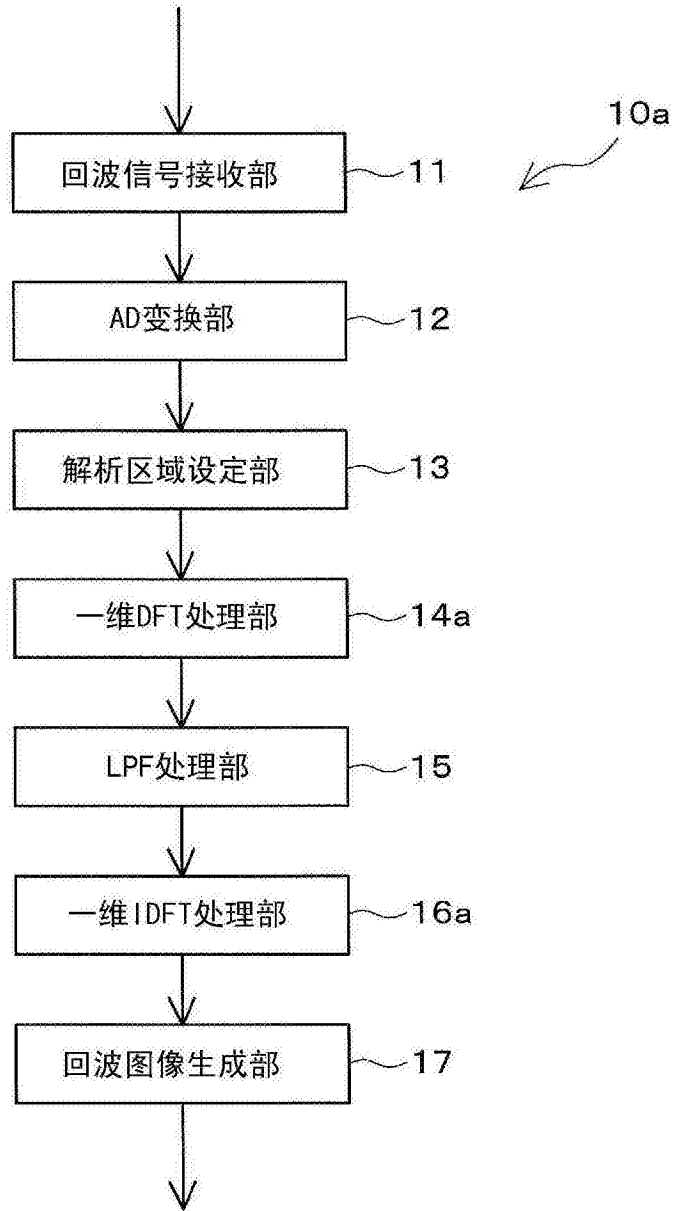 10a
回波信号接收部
11
AD变换部
12
解析区域设定部
13
一维DFT处理部
14a
LPF处理部
15
一维IDFT处理部
16a
回波图像生成部
17